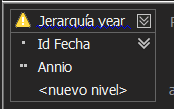 Jerarquía year
Id Fecha
Annio
<nuevo nivel>